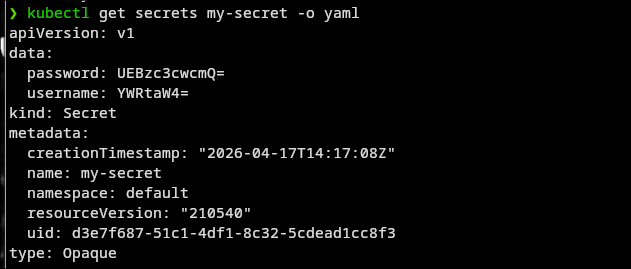 ❯ kubectl get secrets my-secret -o yaml
apiVersion: v1
data:
  password: UEBzc3cwcmQ=
  username: YWRtaW4=
kind: Secret
metadata:
  creationTimestamp: "2026-04-17T14:17:08Z"
  name: my-secret
  namespace: default
  resourceVersion: "210540"
  uid: d3e7f687-51c1-4df1-8c32-5cdead1cc8f3
type: Opaque